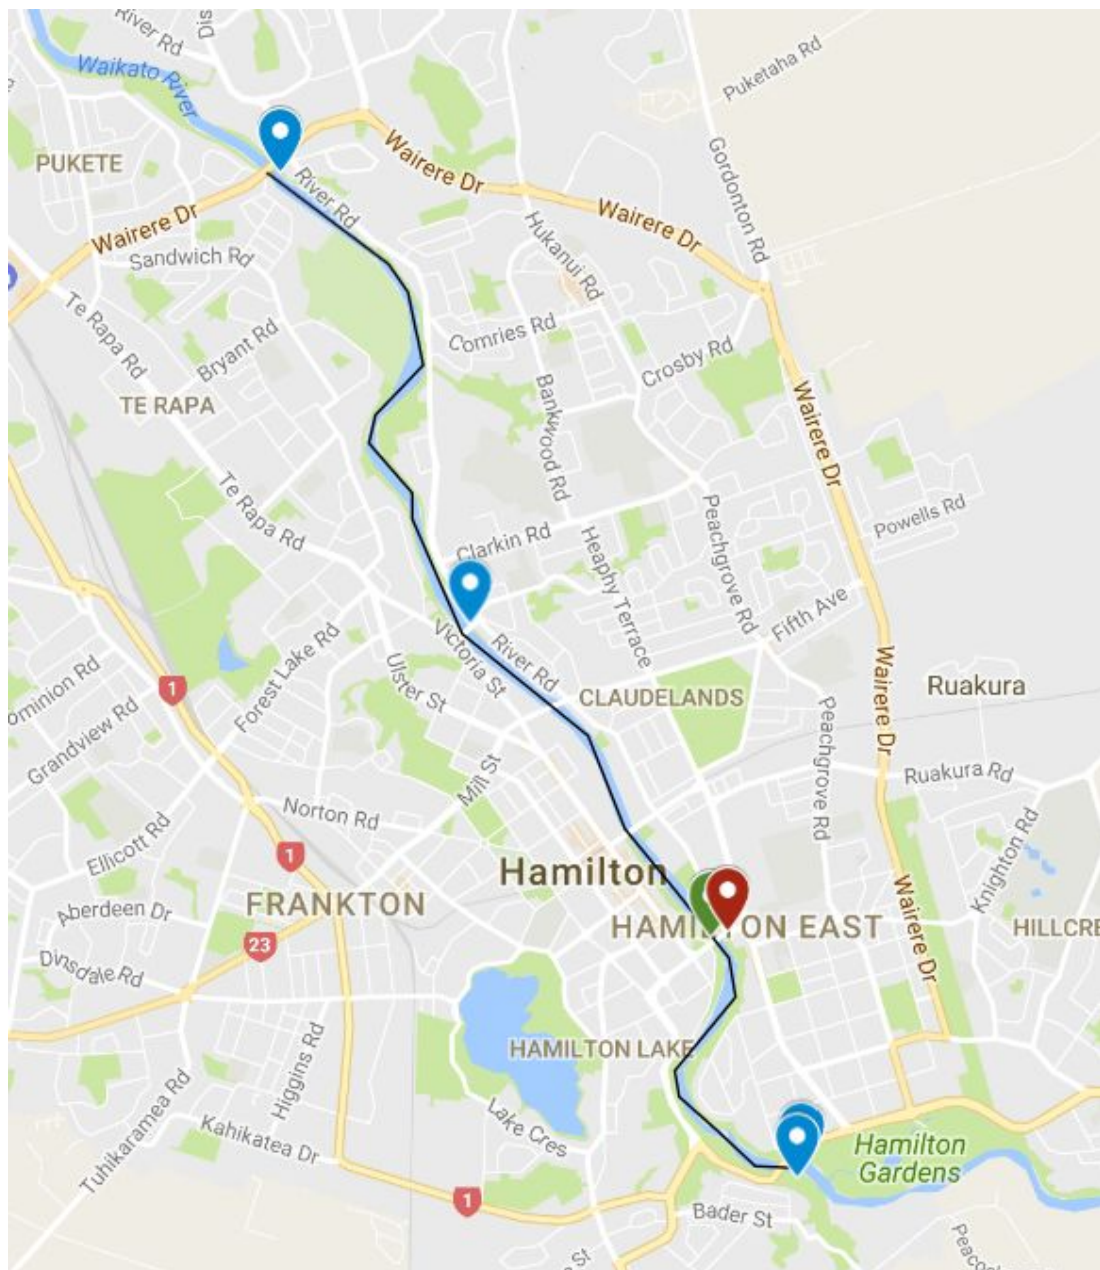 River Rd
Dis
Waikato River
Puketaha Rd
PUKETE
Wairere Dr
Gordonton Rd
River Rd
Wairere Dr
Wairere Dr
Sandwich Rd
Hukanui Rd
Te Rapa Rd
Bryant Rd
Comries Rd
Crosby Rd
TE RAPA
Bankwood Rd
Wairere Dr
Te Rapa Rd
Peachgrove Rd
Powells Rd
Clarkin Rd
Heaphy Terrace
Fifth Ave
Victoria St
River Rd
Forest Lake Rd
ominion Rd
1
Ulster St
CLAUDELANDS
Wairere Dr
Ruakura
Grandview Rd
Peachgrove Rd
Mill St
Ruakura Rd
Norton Rd
Ellicott Rd
1
Knighton Rd
Hamilton
Aberdeen Dr
FRANKTON
HAMI TON EAST
Wairere Dr
HILLCRE
23
Dinsdale Rd
HAMILTON LAKE
Higgins Rd
Tuhikaramea Rd
Lake Cres
Kahikatea Dr
Hamilton
Gardens
1
Bader St
St
Peaco